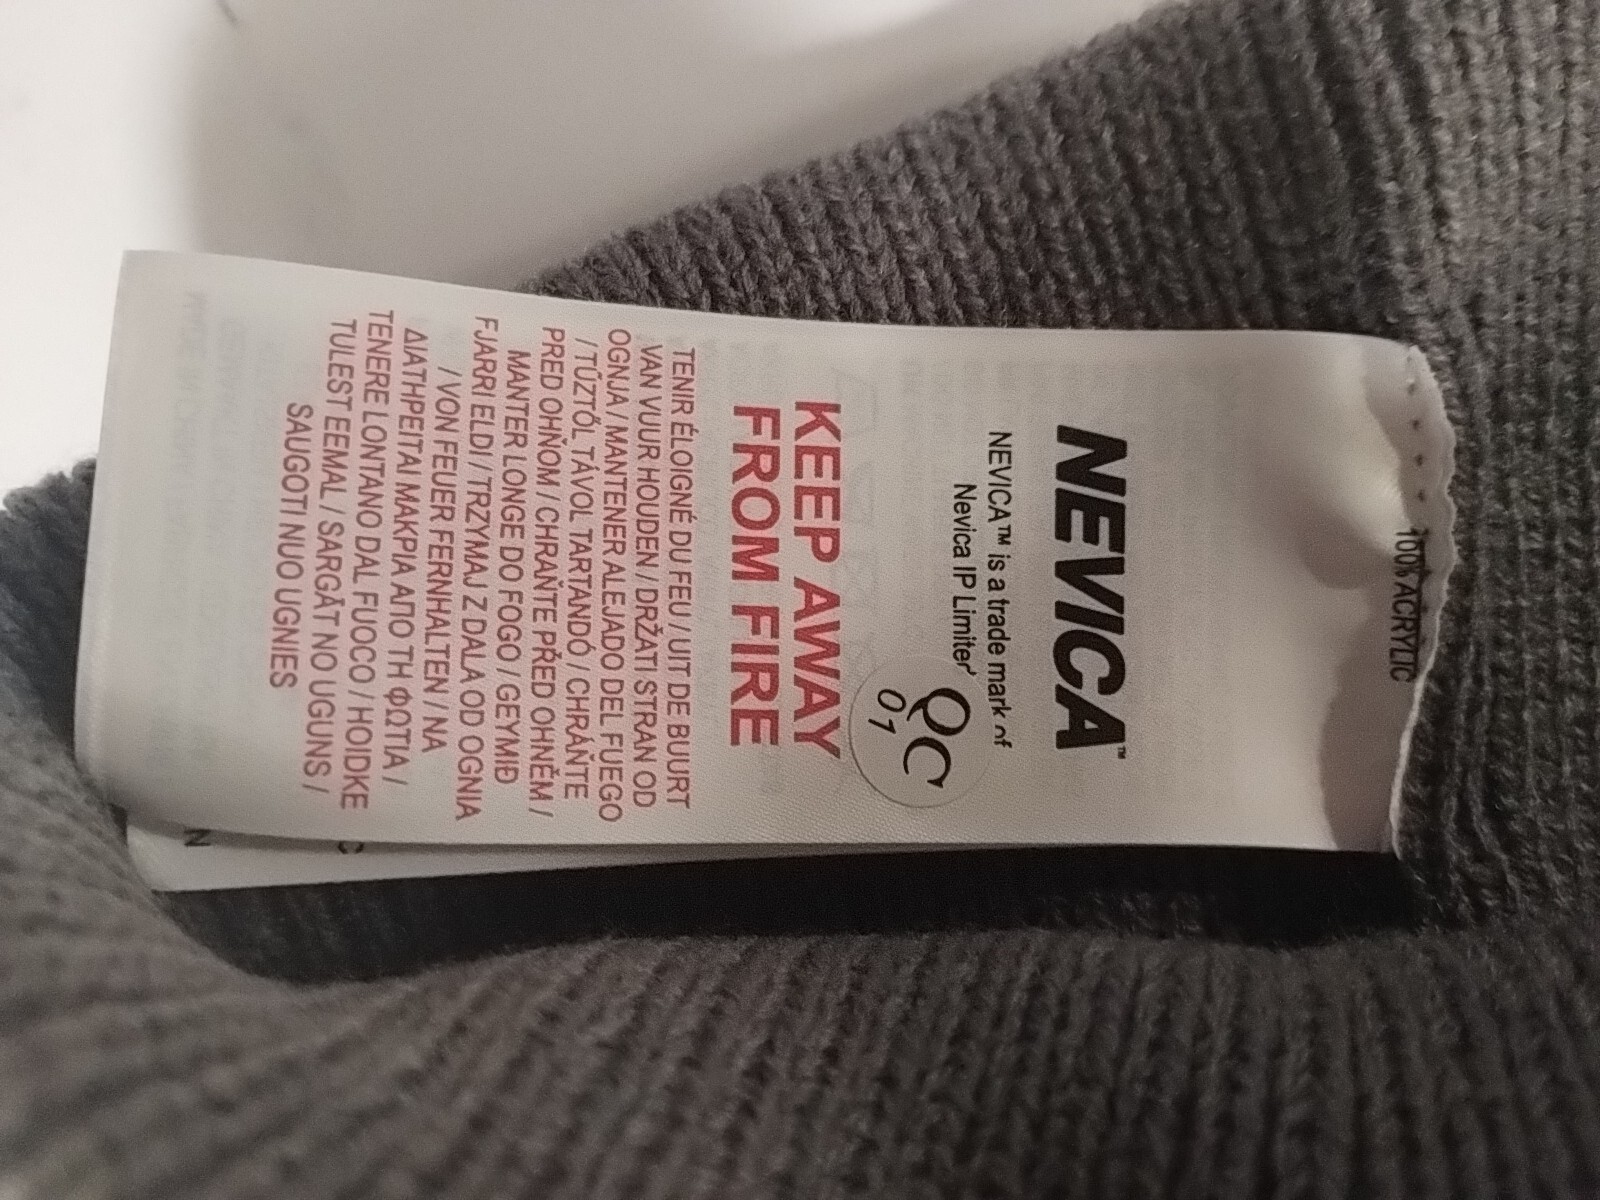 100% ACRYLIC
NEVICA™
NEVICA™ is a trade mark of
Nevica IP Limited
QC
01
KEEP AWAY
FROM FIRE
TENIR ÉLOIGNÉ DU FEU / UIT DE BUURT
VAN VUUR HOUDEN / DRŽATI STRAN OD
OGNJA / MANTENER ALEJADO DEL FUEGO
/ TŰZTŐL TÁVOL TARTANDÓ / CHRÁŇTE
PRED OHŇOM / CHRAŇTE PŘED OHNĚM /
MANTER LONGE DO FOGO / GEYMIÐ
FJARRI ELDI / TRZYMAJ Z DALA OD OGNIA
/ VON FEUER FERNHALTEN / NA
ΔΙΑΤΗΡΕΙΤΑΙ ΜΑΚΡΙΑ ΑΠΟ ΤΗ ΦΩΤΙΑ /
TENERE LONTANO DAL FUOCO / HOIDKE
TULEST EEMAL / SARGĀT NO UGUNS /
SAUGOTI NUO UGNIES